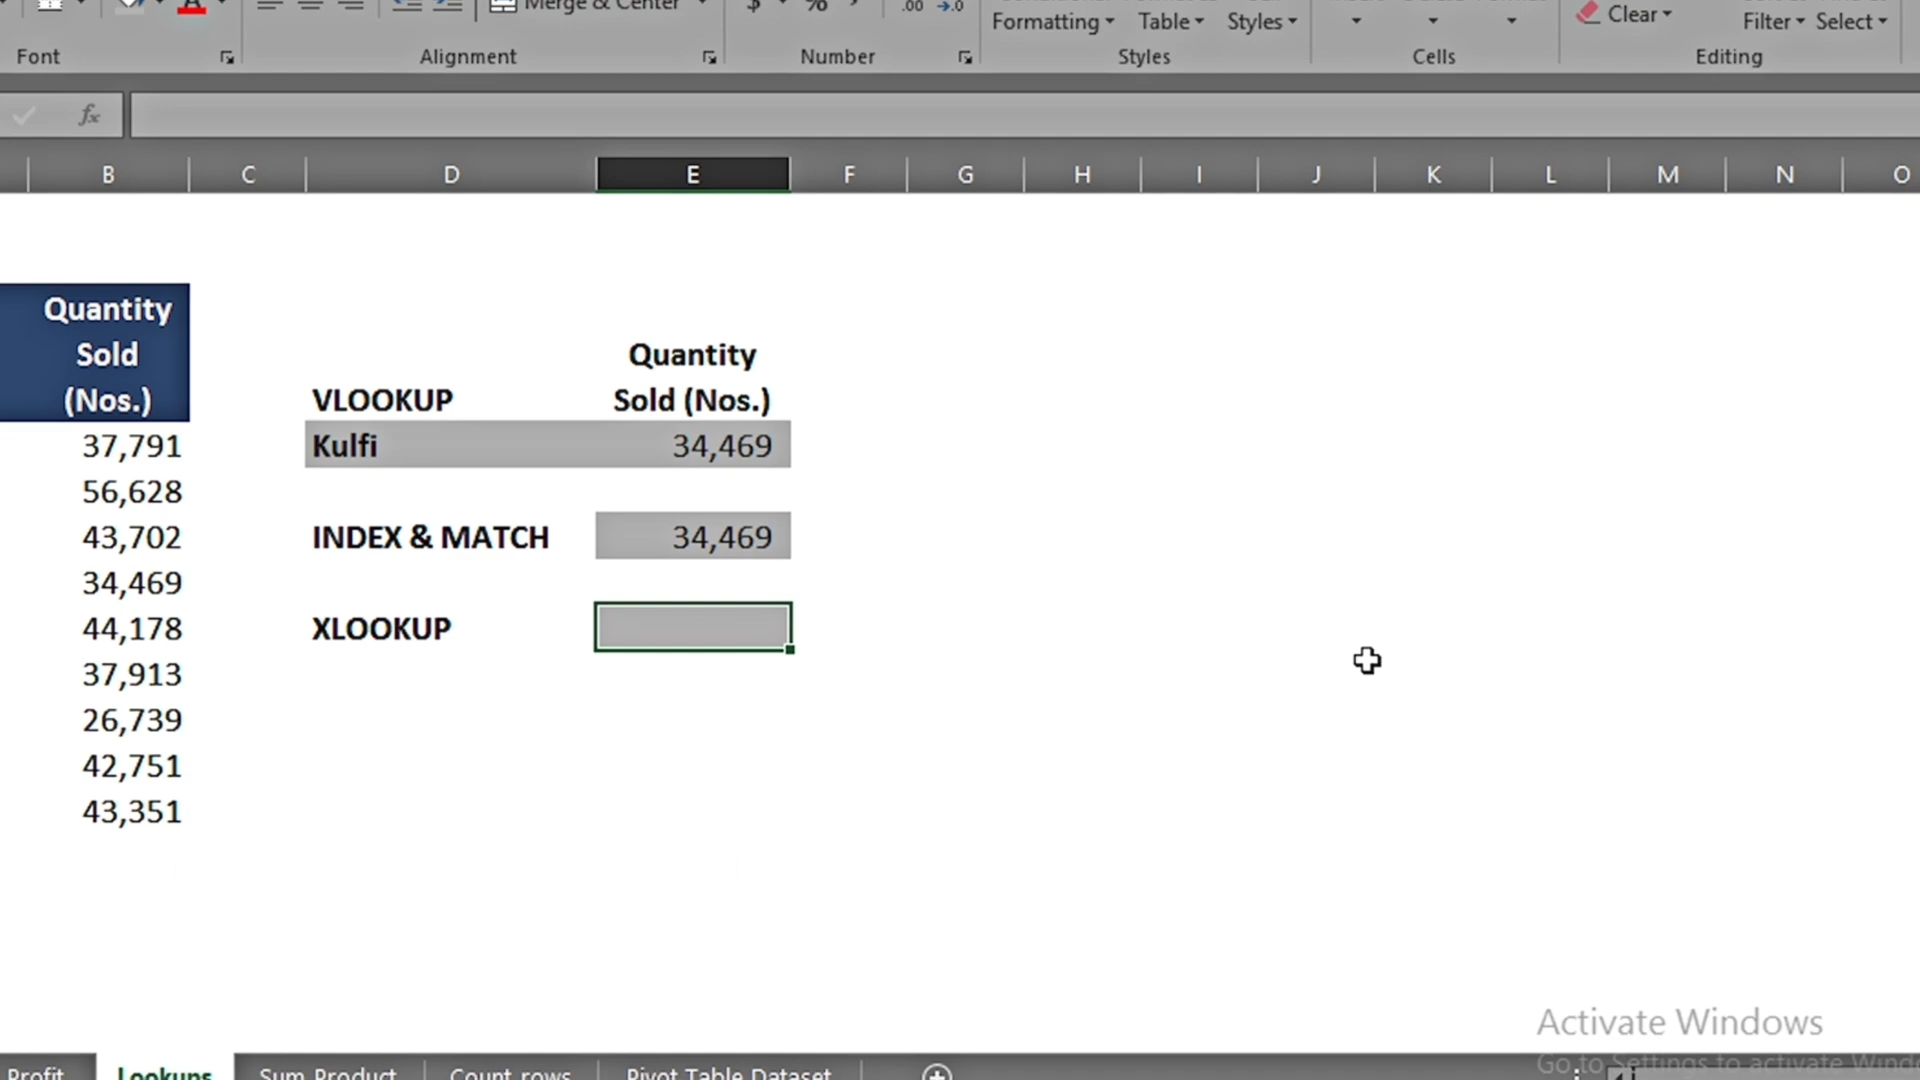 Merge & Center
$ %
.00 →.0
Formatting Table Styles
Clear
Filter Select
Font Alignment Number Styles Cells Editing
fx
B C D E F G H I J K L M N O
Quantity
Sold
(Nos.)
Quantity
VLOOKUP Sold (Nos.)
37,791 Kulfi 34,469
56,628
43,702 INDEX & MATCH 34,469
34,469
44,178 XLOOKUP
37,913
26,739
42,751
43,351
Activate Windows
Go to Settings to activate Wind
Profit Lookups Sum Product Count rows Pivot Table Dataset